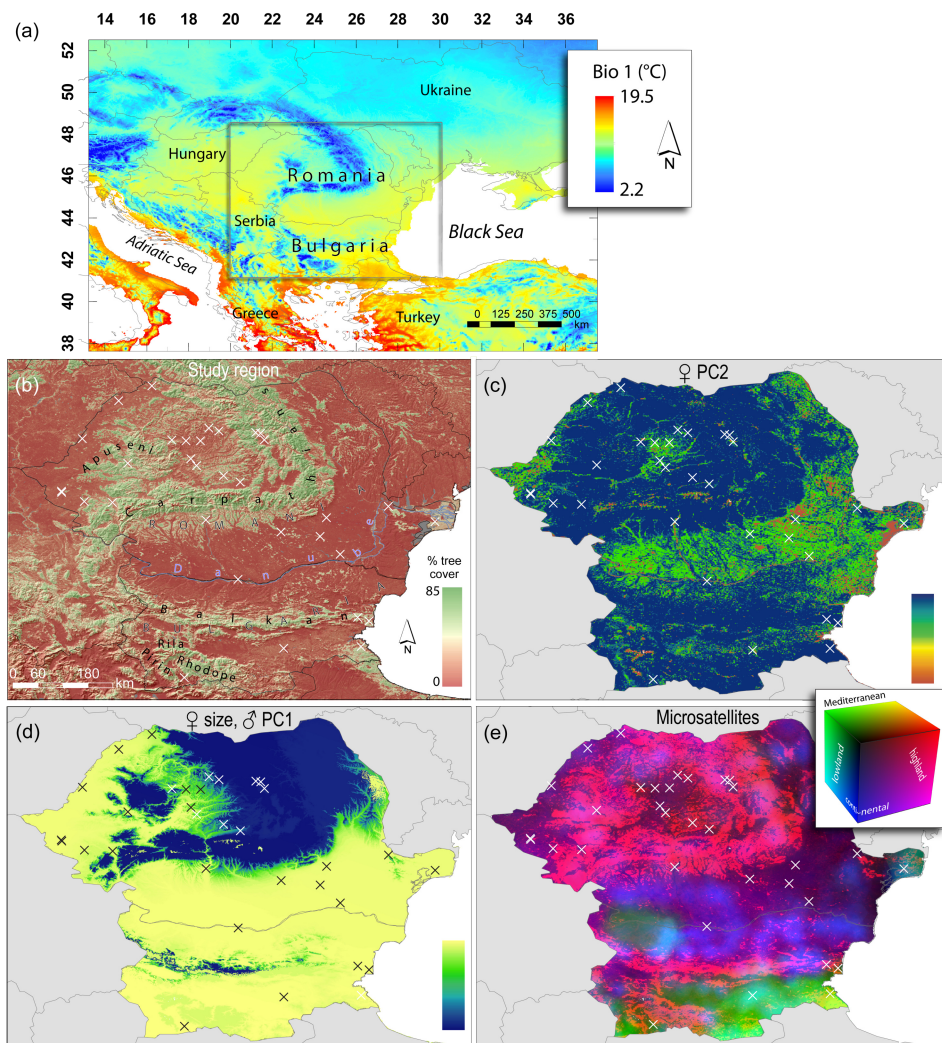 (a)
14 16 18 20 22 24 26 28 30 32 34 36
52
50
48
46
44
42
40
38
Ukraine
Hungary
Romania
Serbia
Bulgaria
Black Sea
Adriatic Sea
Greece
Turkey
0 125 250 375 500
km
Bio 1 (°C)
19.5
2.2
N
(b)
Study region
Apuseni
Carpath
Danube
Balkan
Rila
Pirin
Rhodope
0 60 180
km
% tree
cover
85
0
N
(c)
♀ PC2
(d)
♀ size, ♂ PC1
(e)
Microsatellites
Mediterranean
lowland
highland
continental